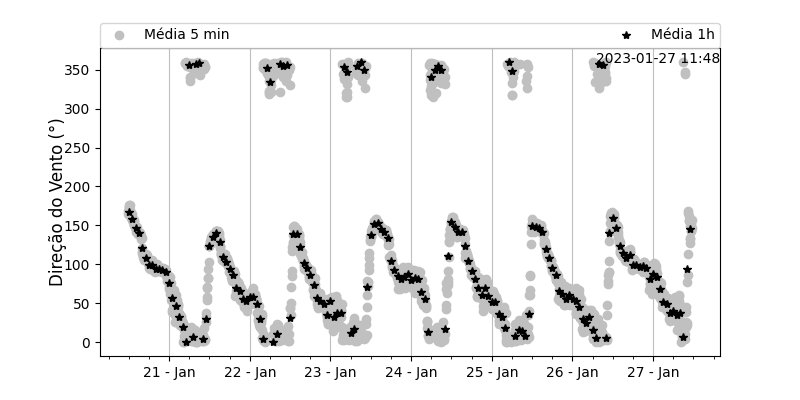 Média 5 min
Média 1h
2023-01-27 11:48
Direção do Vento (°)
350
300
250
200
150
100
50
0
21 - Jan
22 - Jan
23 - Jan
24 - Jan
25 - Jan
26 - Jan
27 - Jan